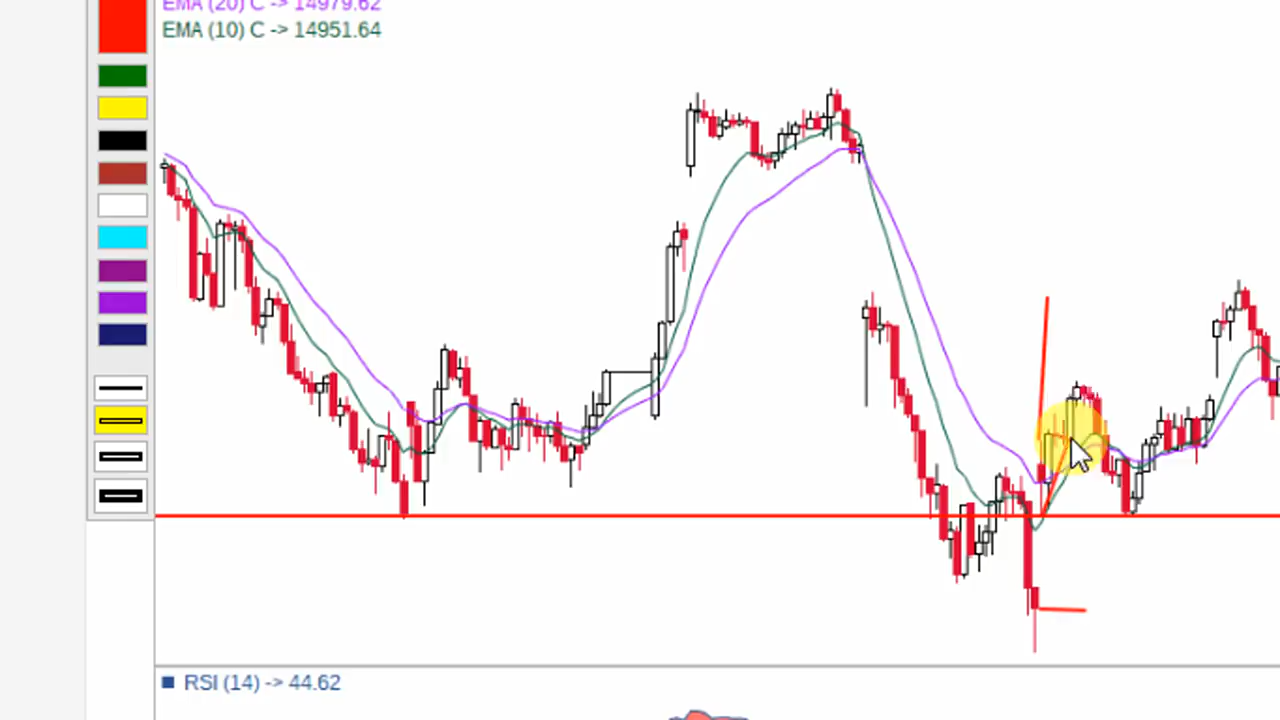 EMA (20) C -> 14979.62
EMA (10) C -> 14951.64
RSI (14) -> 44.62